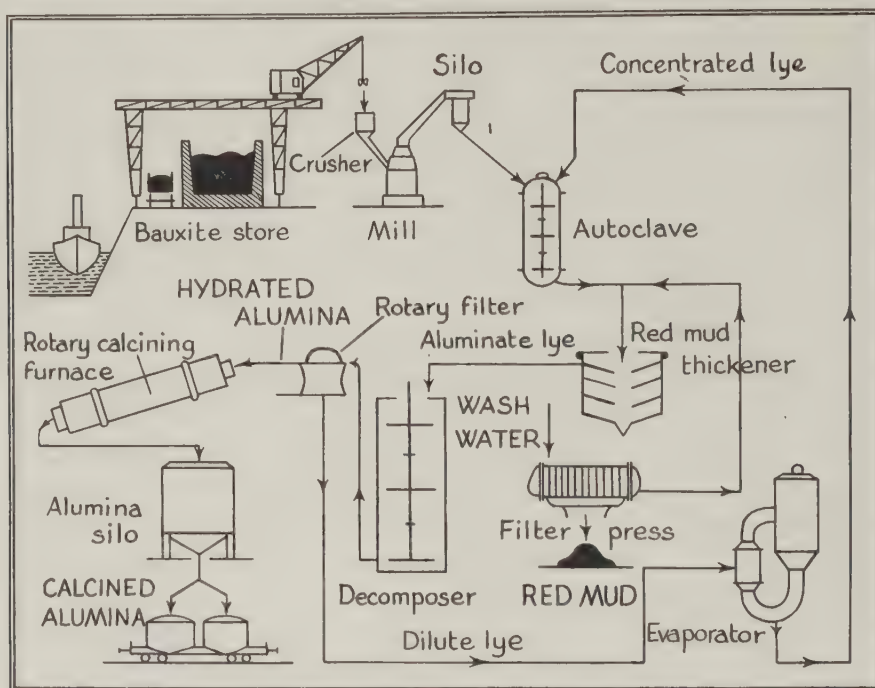 Silo
Concentrated lye
Crusher
Bauxite store
Mill
Autoclave
HYDRATED
ALUMINA
Rotary filter
Aluminate lye
Red mud
thickener
Rotary calcining
furnace
WASH
WATER
Alumina
silo
Filter press
CALCINED
ALUMINA
Decomposer
RED MUD
Dilute lye
Evaporator